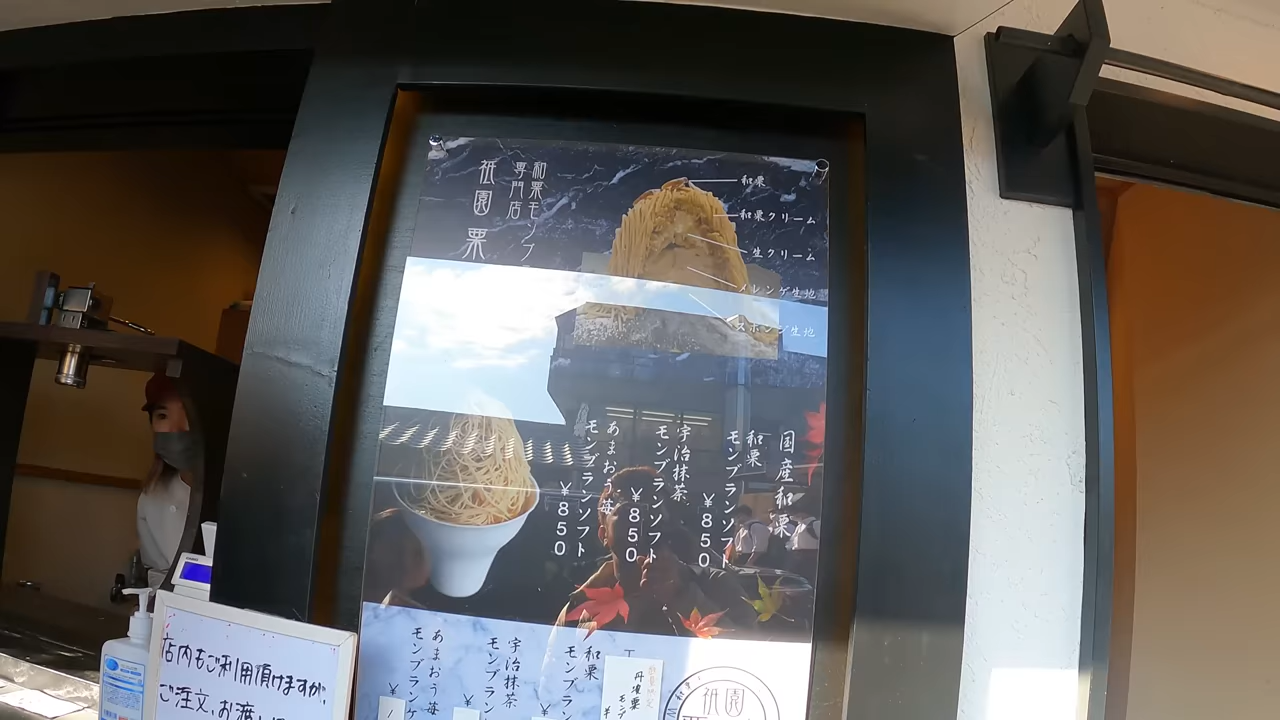 和栗モンブ
専門店
祇園栗
和栗
和栗クリーム
生クリーム
メレンゲ生地
スポンジ生地
国産和栗
和栗
モンブランソフト
¥850
宇治抹茶
モンブランソフト
¥850
あまおう苺
モンブランソフト
¥850
和栗
モンブラン
宇治抹茶
モンブラン
あまおう苺
モンブラン
¥
丹波栗
祇園
店内もご利用頂けますが、
ご注文、お渡し